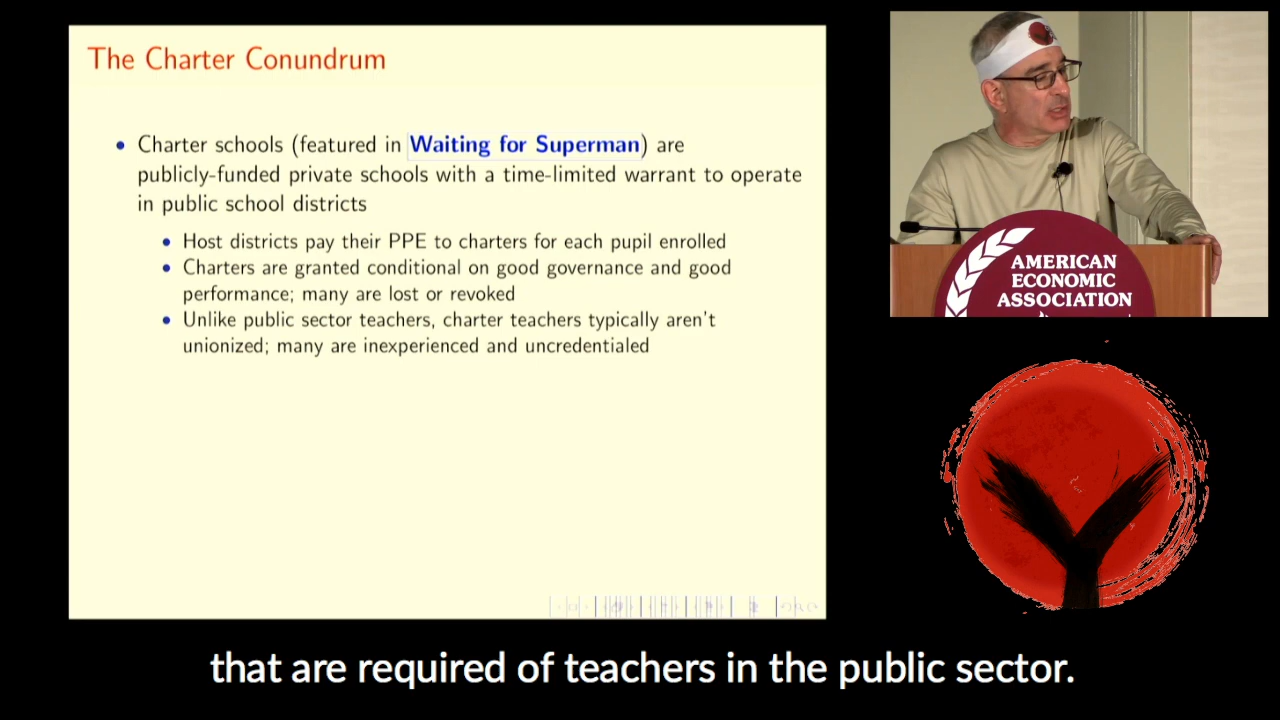 The Charter Conundrum
• Charter schools (featured in Waiting for Superman) are
publicly-funded private schools with a time-limited warrant to operate
in public school districts
• Host districts pay their PPE to charters for each pupil enrolled
• Charters are granted conditional on good governance and good
performance; many are lost or revoked
• Unlike public sector teachers, charter teachers typically aren't
unionized; many are inexperienced and uncredentialed
AMERICAN
ECONOMIC
ASSOCIATION
that are required of teachers in the public sector.